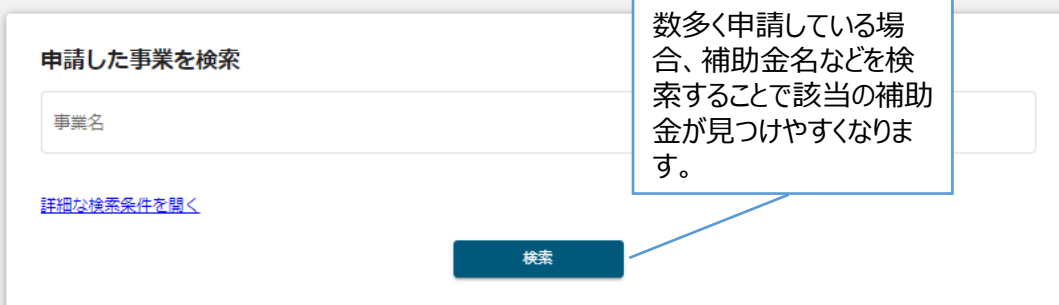 数多く申請している場
合、補助金名などを検
索することで該当の補助
金が見つけやすくなりま
す。
申請した事業を検索
事業名
詳細な検索条件を開く
検索